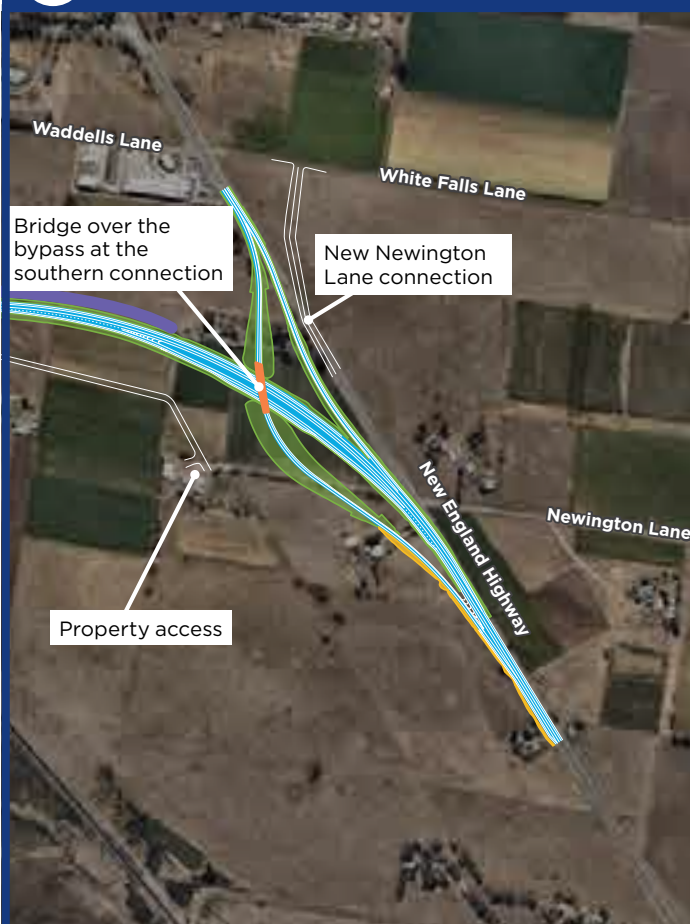 Waddells Lane
White Falls Lane
Bridge over the
bypass at the
southern connection
New Newington
Lane connection
New England Highway
Newington Lane
Property access